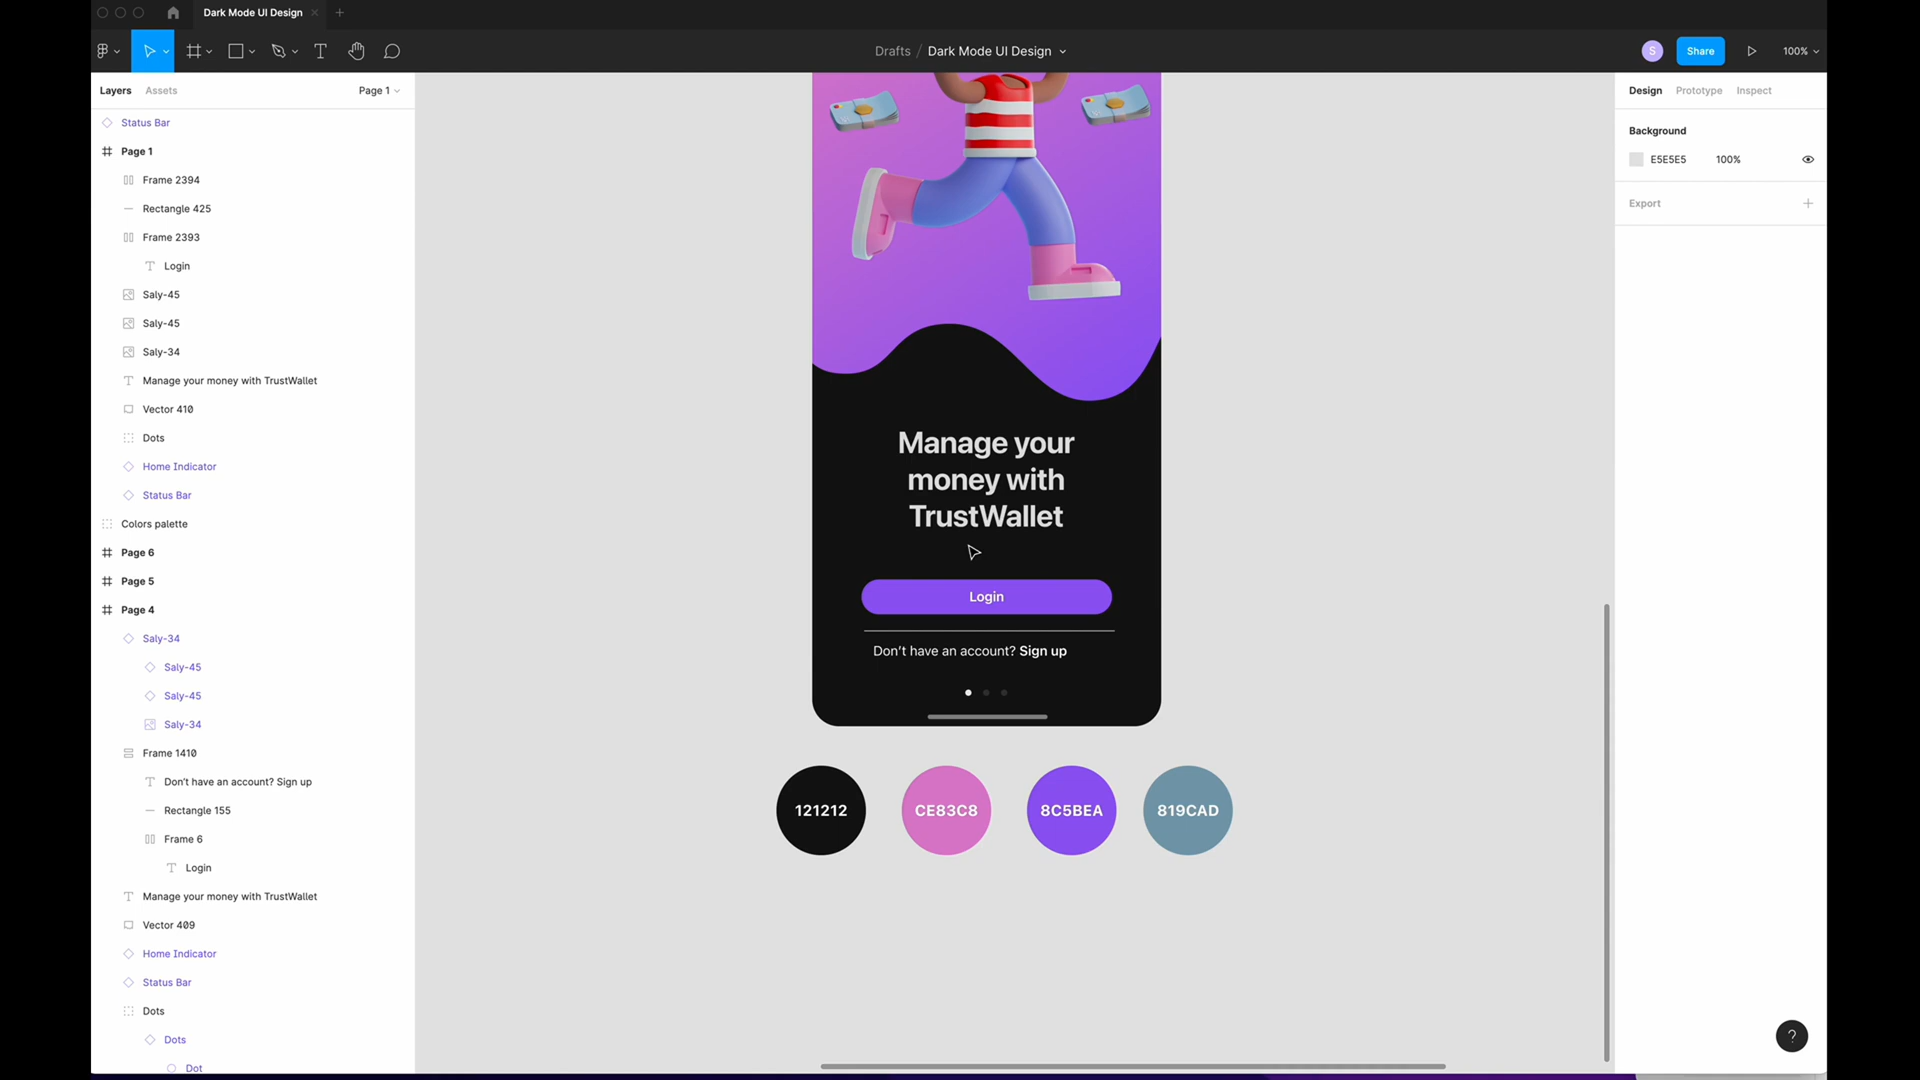 Dark Mode UI Design
Drafts / Dark Mode UI Design
S
Share
100%
Layers
Assets
Page 1
Design
Prototype
Inspect
Status Bar
Page 1
Frame 2394
Rectangle 425
Frame 2393
Login
Saly-45
Saly-45
Saly-34
Manage your money with TrustWallet
Vector 410
Dots
Home Indicator
Status Bar
Colors palette
Page 6
Page 5
Page 4
Saly-34
Saly-45
Saly-45
Saly-34
Frame 1410
Don't have an account? Sign up
Rectangle 155
Frame 6
Login
Manage your money with TrustWallet
Vector 409
Home Indicator
Status Bar
Dots
Dots
Dot
Manage your
money with
TrustWallet
Login
Don't have an account? Sign up
121212
CE83C8
8C5BEA
819CAD
Background
E5E5E5
100%
Export
?